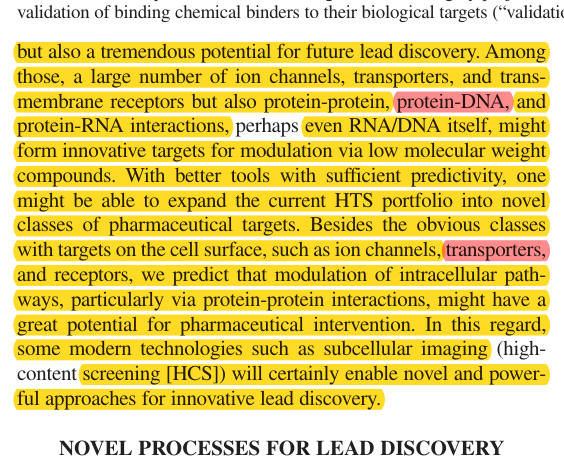 validation of binding chemical binders to their biological targets (“validatio
but also a tremendous potential for future lead discovery. Among
those, a large number of ion channels, transporters, and trans-
membrane receptors but also protein-protein, protein-DNA, and
protein-RNA interactions, perhaps even RNA/DNA itself, might
form innovative targets for modulation via low molecular weight
compounds. With better tools with sufficient predictivity, one
might be able to expand the current HTS portfolio into novel
classes of pharmaceutical targets. Besides the obvious classes
with targets on the cell surface, such as ion channels, transporters,
and receptors, we predict that modulation of intracellular path-
ways, particularly via protein-protein interactions, might have a
great potential for pharmaceutical intervention. In this regard,
some modern technologies such as subcellular imaging (high-
content screening [HCS]) will certainly enable novel and power-
ful approaches for innovative lead discovery.
NOVEL PROCESSES FOR LEAD DISCOVERY